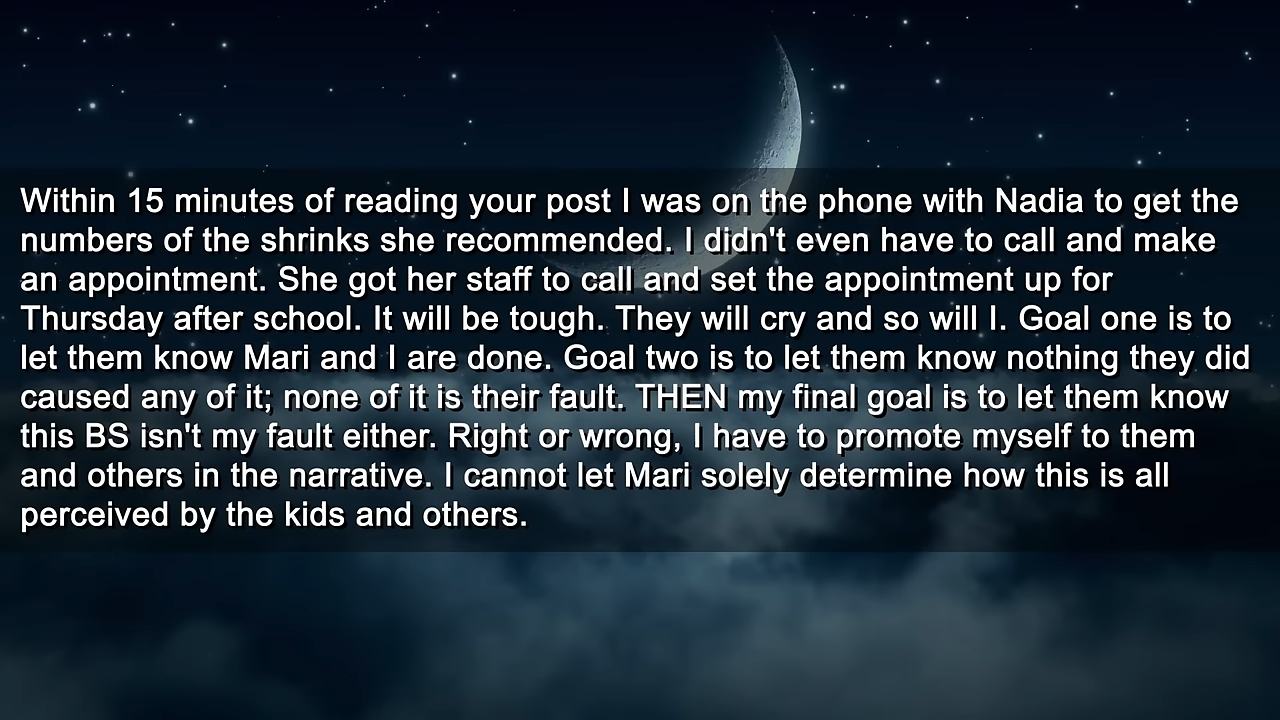 Within 15 minutes of reading your post I was on the phone with Nadia to get the
numbers of the shrinks she recommended. I didn't even have to call and make
an appointment. She got her staff to call and set the appointment up for
Thursday after school. It will be tough. They will cry and so will I. Goal one is to
let them know Mari and I are done. Goal two is to let them know nothing they did
caused any of it; none of it is their fault. THEN my final goal is to let them know
this BS isn't my fault either. Right or wrong, I have to promote myself to them
and others in the narrative. I cannot let Mari solely determine how this is all
perceived by the kids and others.